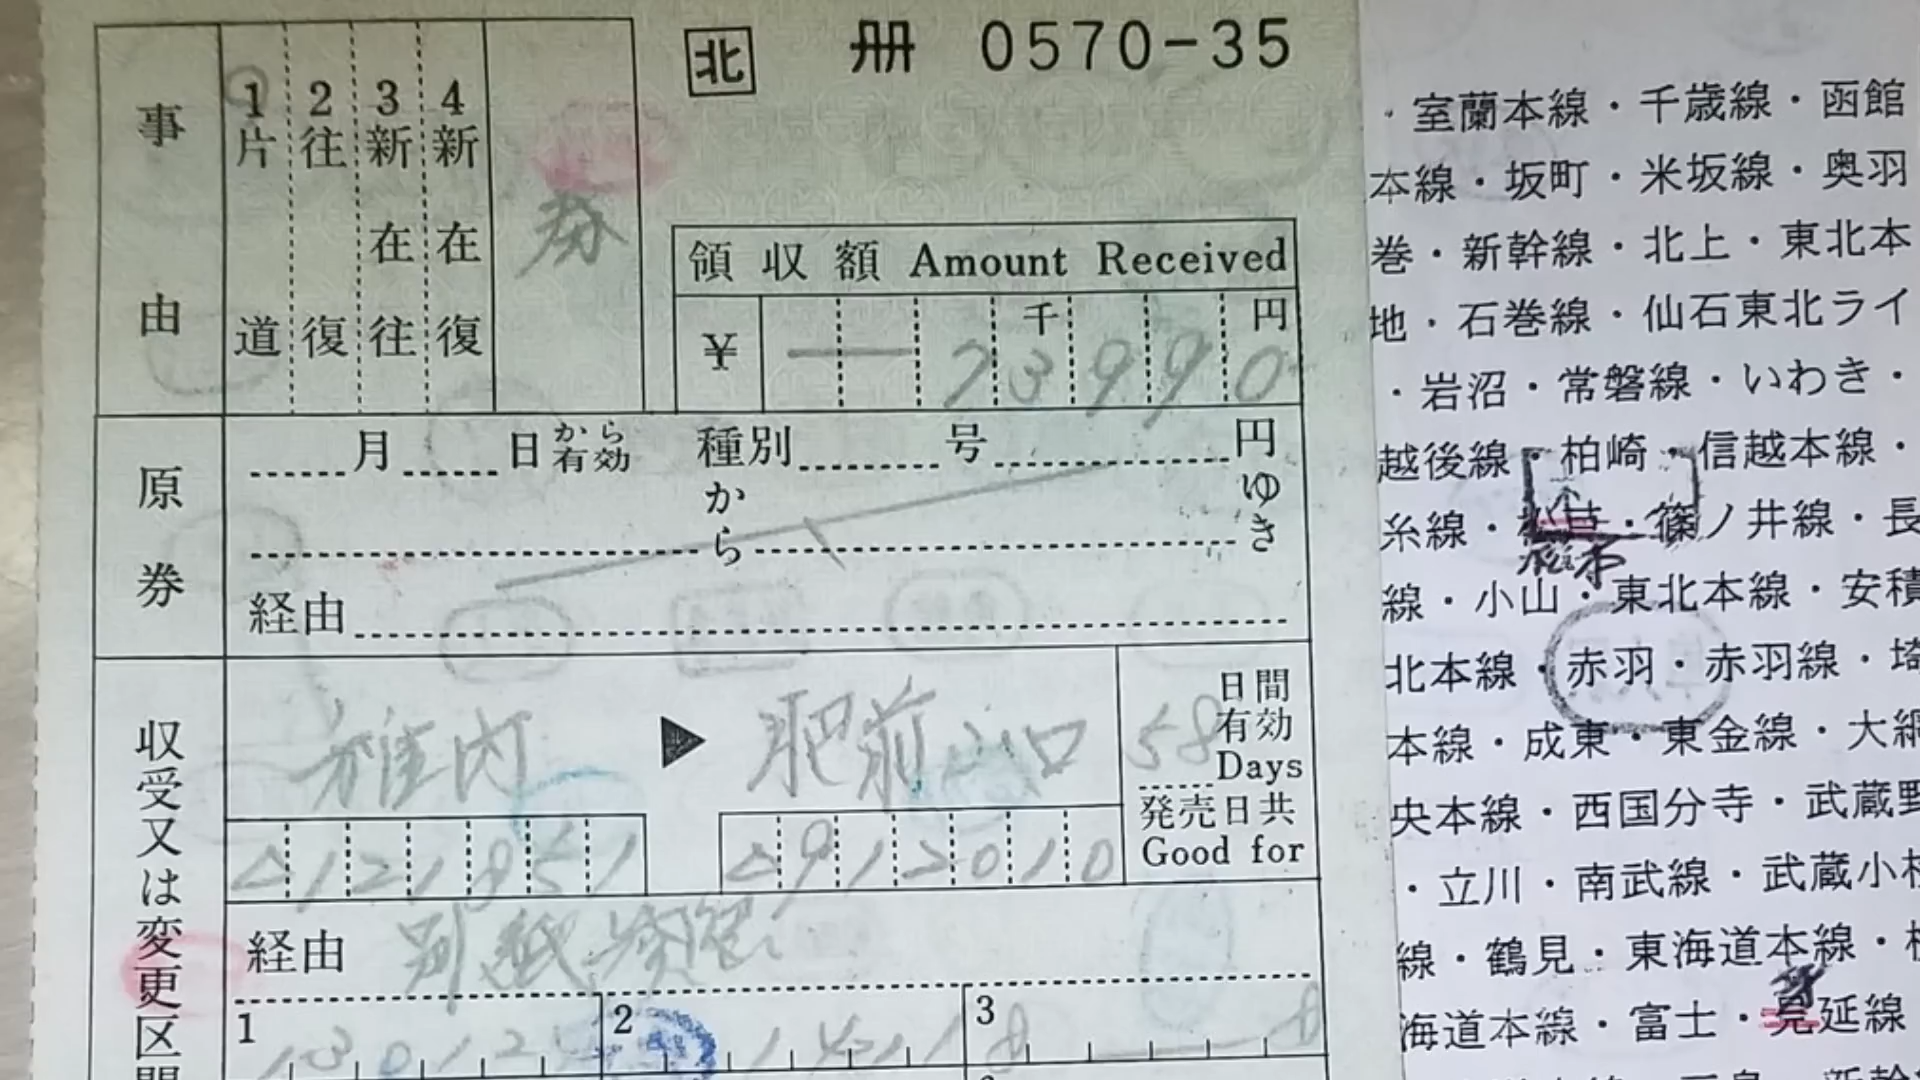 北 冊 0570-35
事由
1片道
2往復
3新在往
4新在復
領収額 Amount Received
千 円
¥ 73990
原券
月 日から有効 種別 号 円
から ゆき
経由
収受又は変更区間
稚内 ▶ 肥前山口
58日間有効
Days
発売日共
Good for
経由 別紙
1 2 3
・室蘭本線・千歳線・函館
本線・坂町・米坂線・奥羽
巻・新幹線・北上・東北本
地・石巻線・仙石東北ライ
・岩沼・常磐線・いわき・
越後線・柏崎・信越本線・
糸線・ ・篠ノ井線・長
松本
線・小山・東北本線・安積
北本線・赤羽・赤羽線・埼
本線・成東・東金線・大網
央本線・西国分寺・武蔵野
・立川・南武線・武蔵小杉
線・鶴見・東海道本線・
身
海道本線・富士・見延線